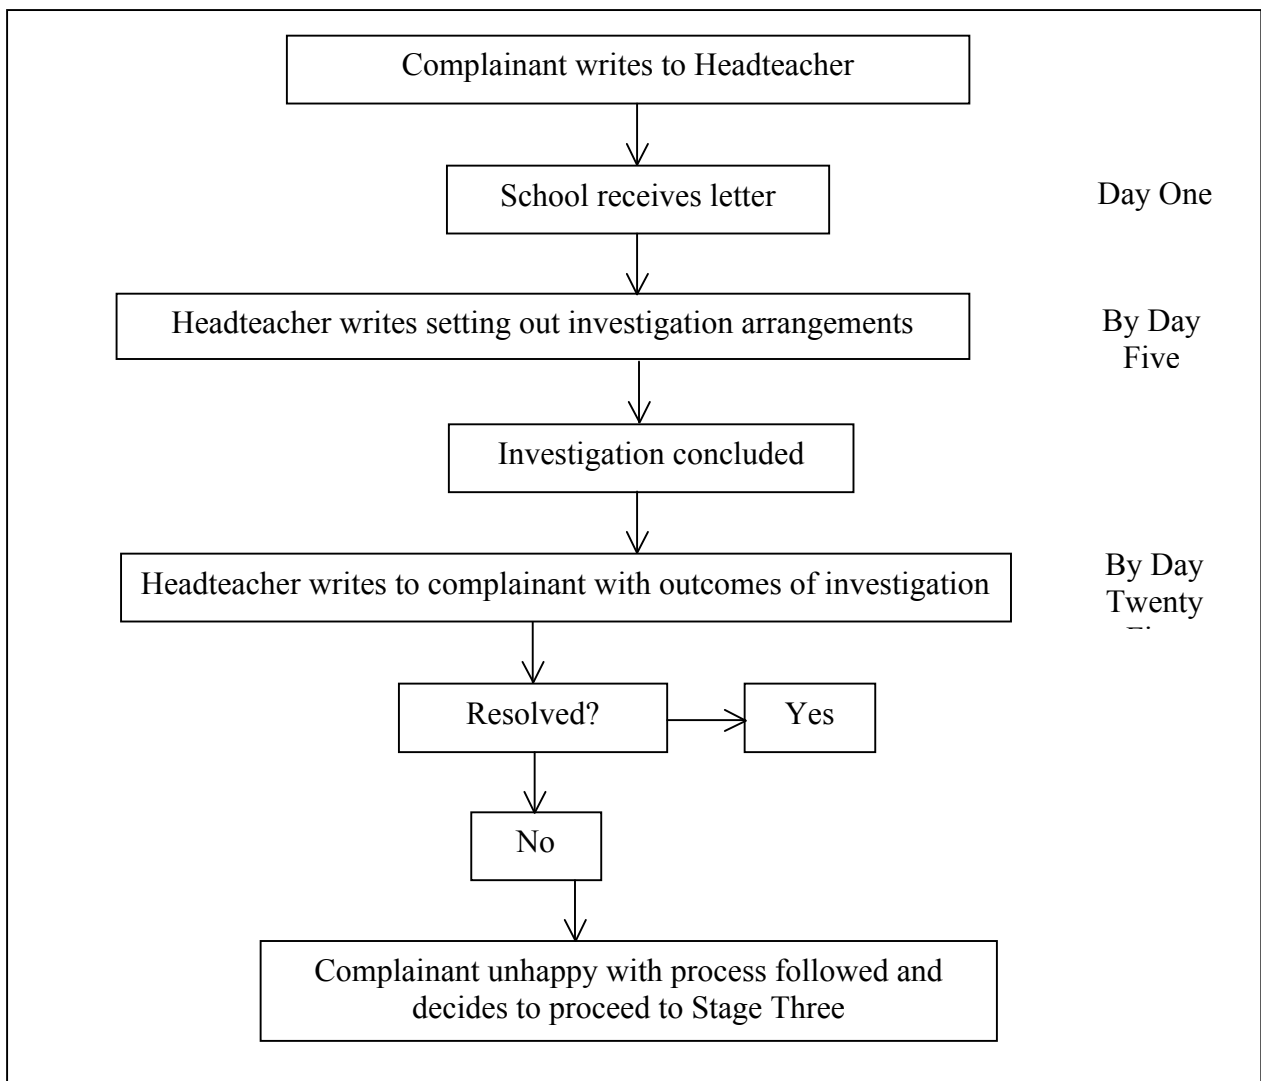 Complainant writes to Headteacher
School receives letter
Day One
Headteacher writes setting out investigation arrangements
By Day
Five
Investigation concluded
Headteacher writes to complainant with outcomes of investigation
By Day
Twenty
Resolved?
Yes
No
Complainant unhappy with process followed and
decides to proceed to Stage Three